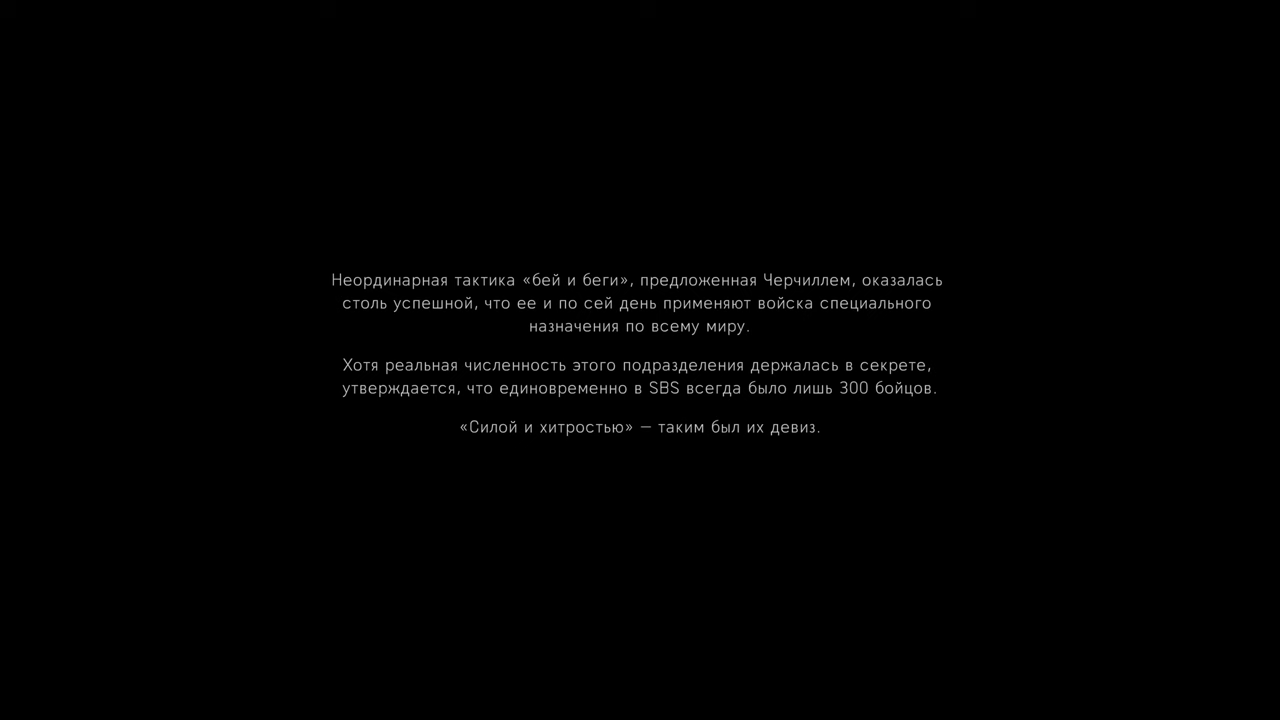 Неординарная тактика «бей и беги», предложенная Черчиллем, оказалась
столь успешной, что ее и по сей день применяют войска специального
назначения по всему миру.
Хотя реальная численность этого подразделения держалась в секрете,
утверждается, что единовременно в SBS всегда было лишь 300 бойцов.
«Силой и хитростью» – таким был их девиз.